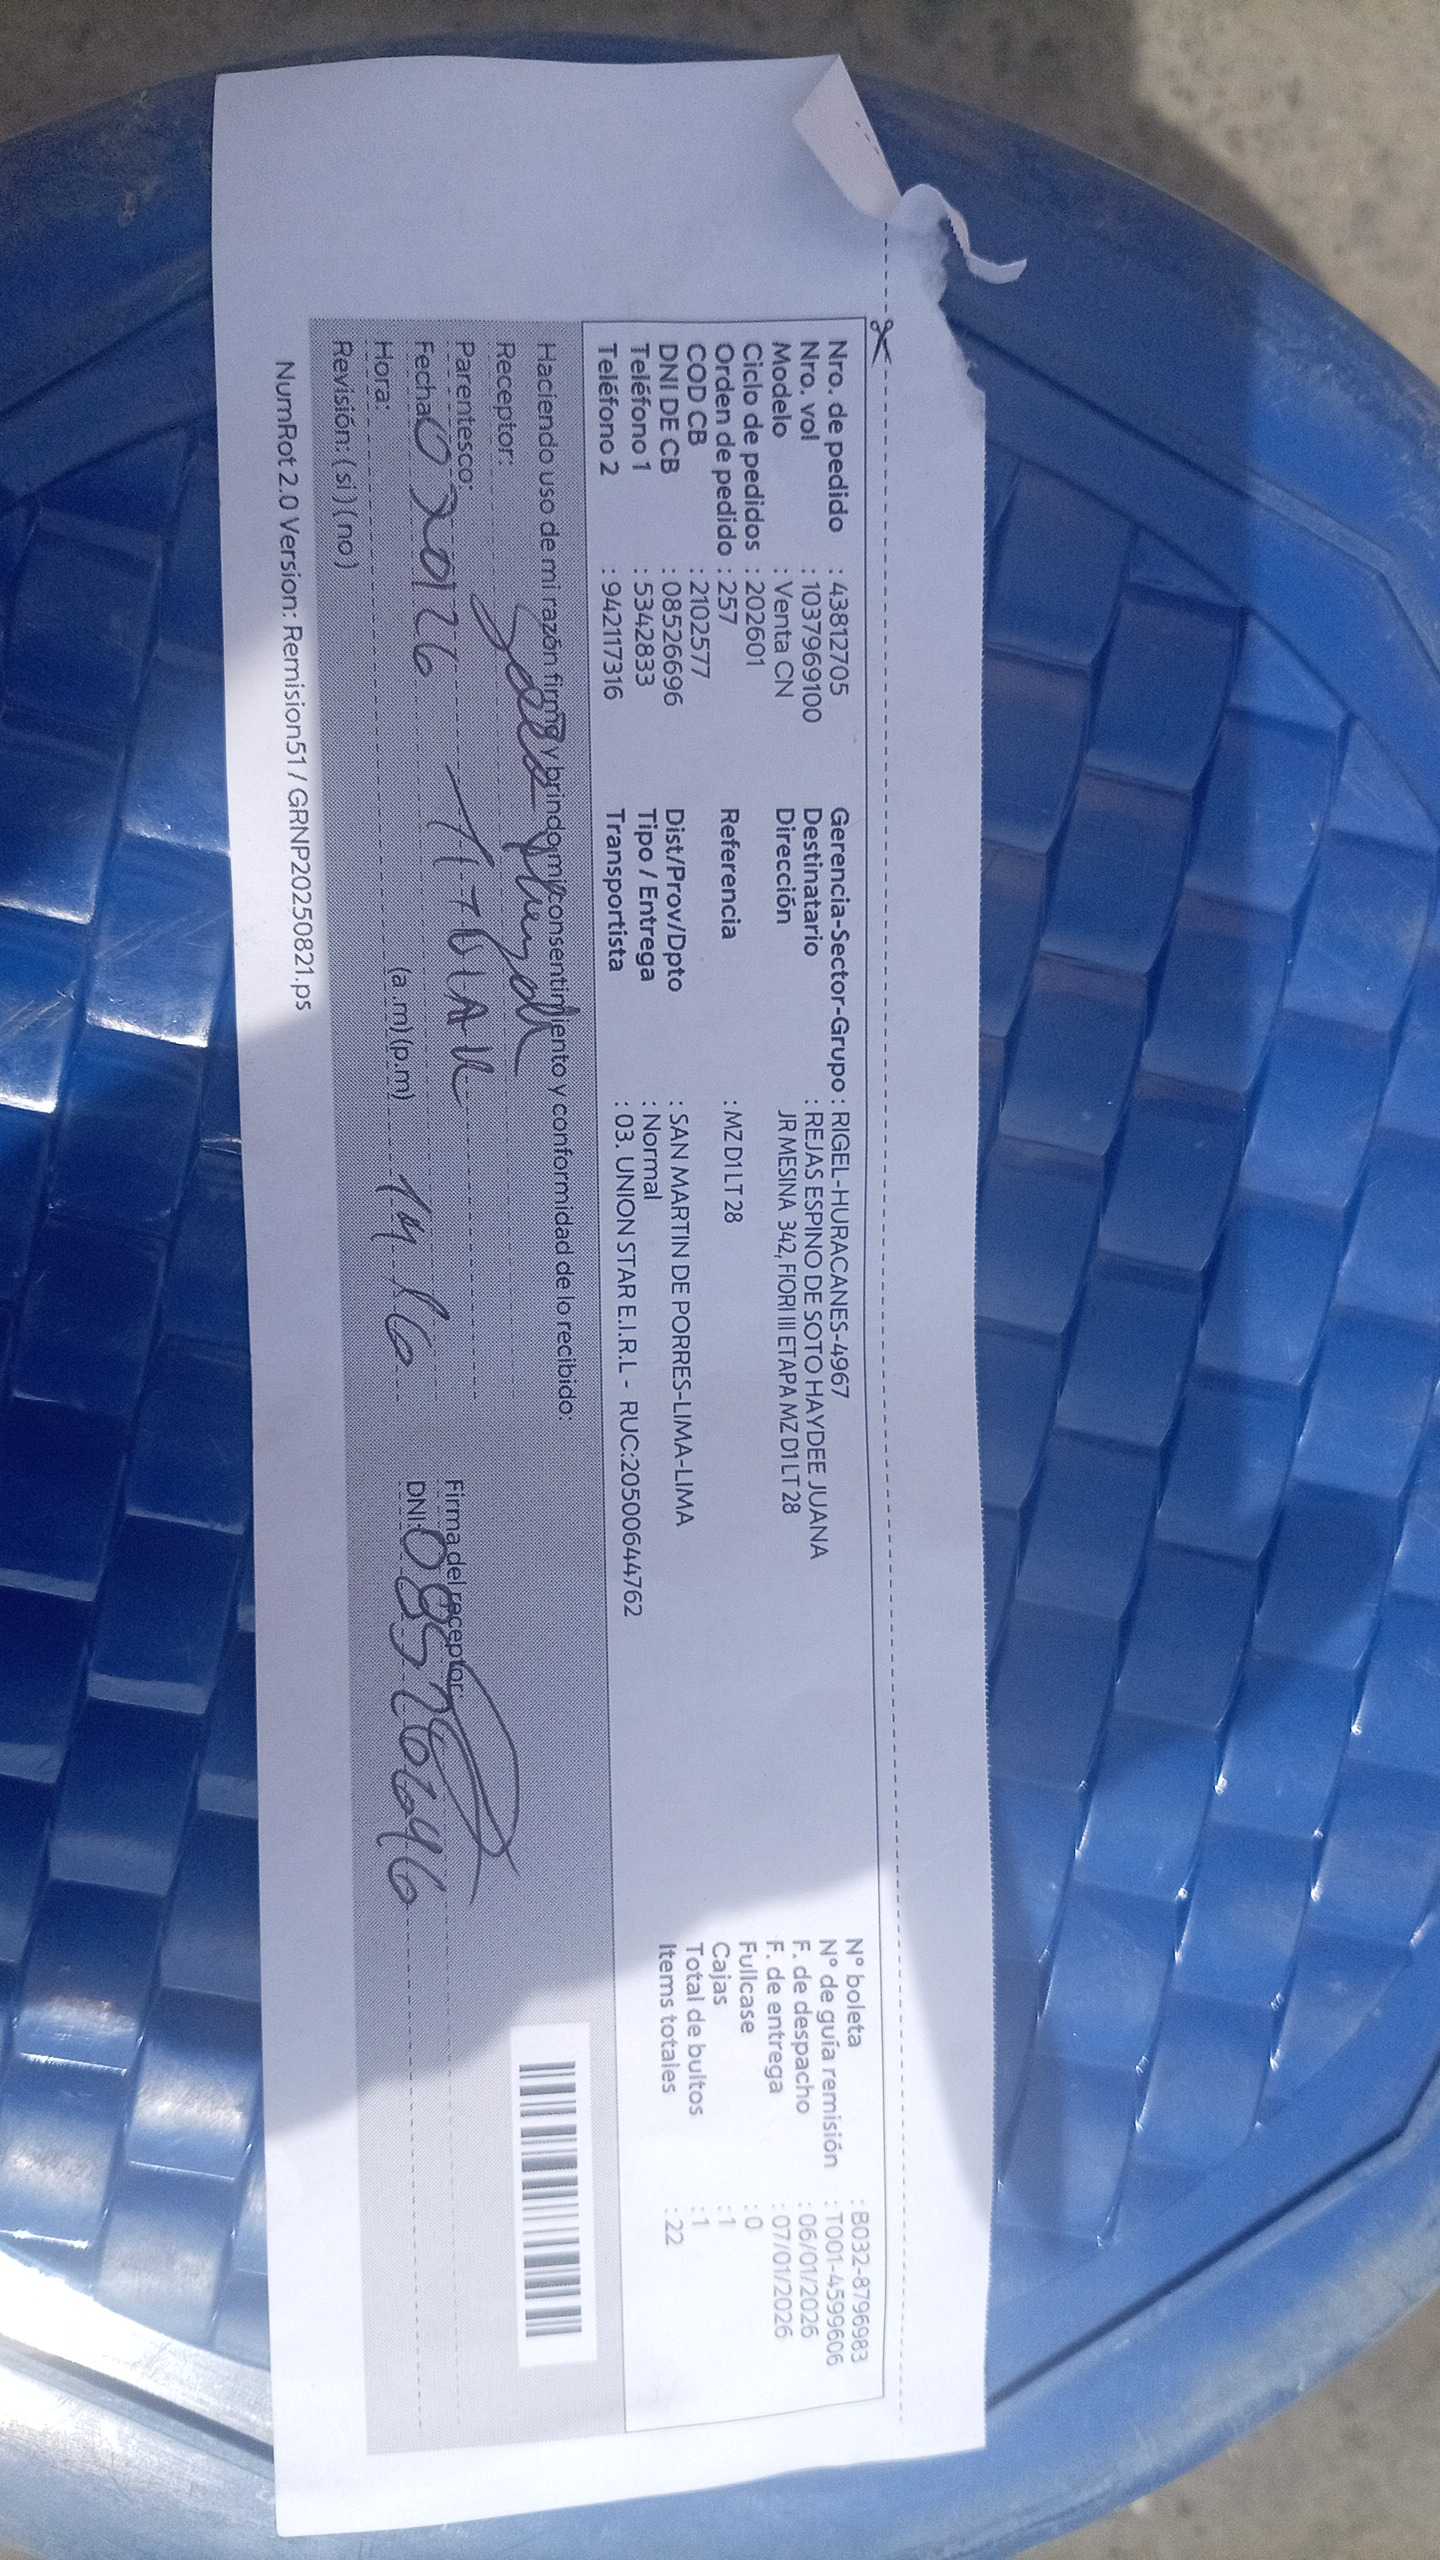 Nro. de pedido : 43812705
Nro. vol : 1037969100
Modelo : Venta CN
Ciclo de pedidos : 202601
Orden de pedido : 257
COD CB : 2102577
DNI DE CB : 08526696
Teléfono 1 : 5342833
Teléfono 2 : 942117316
Gerencia-Sector-Grupo : RIGEL-HURACANES-4967
Destinatario : REJAS ESPINO DE SOTO HAYDEE JUANA
Dirección JR MESINA 342, FIORI III ETAPA MZ D1 LT 28
Referencia : MZ D1 LT 28
Dist/Prov/Dpto : SAN MARTIN DE PORRES-LIMA-LIMA
Tipo / Entrega : Normal
Transportista : 03. UNION STAR E.I.R.L - RUC:20500644762
N° boleta : B032-8796983
N° de guía remisión : T001-4599606
F. de despacho : 06/01/2026
F. de entrega : 07/01/2026
Fullcase : 0
Cajas : 1
Total de bultos : 1
Items totales : 22
Haciendo uso de mi razón firmo y brindo mi consentimiento y conformidad de lo recibido:
Receptor:
Parentesco: TITULAR
Fecha
Hora: (a.m)(p.m)
Revisión: (si) (no)
Firma del receptor:
DNI: 08526696
NumRot 2.0 Version: Remision51 / GRNP20250821.ps